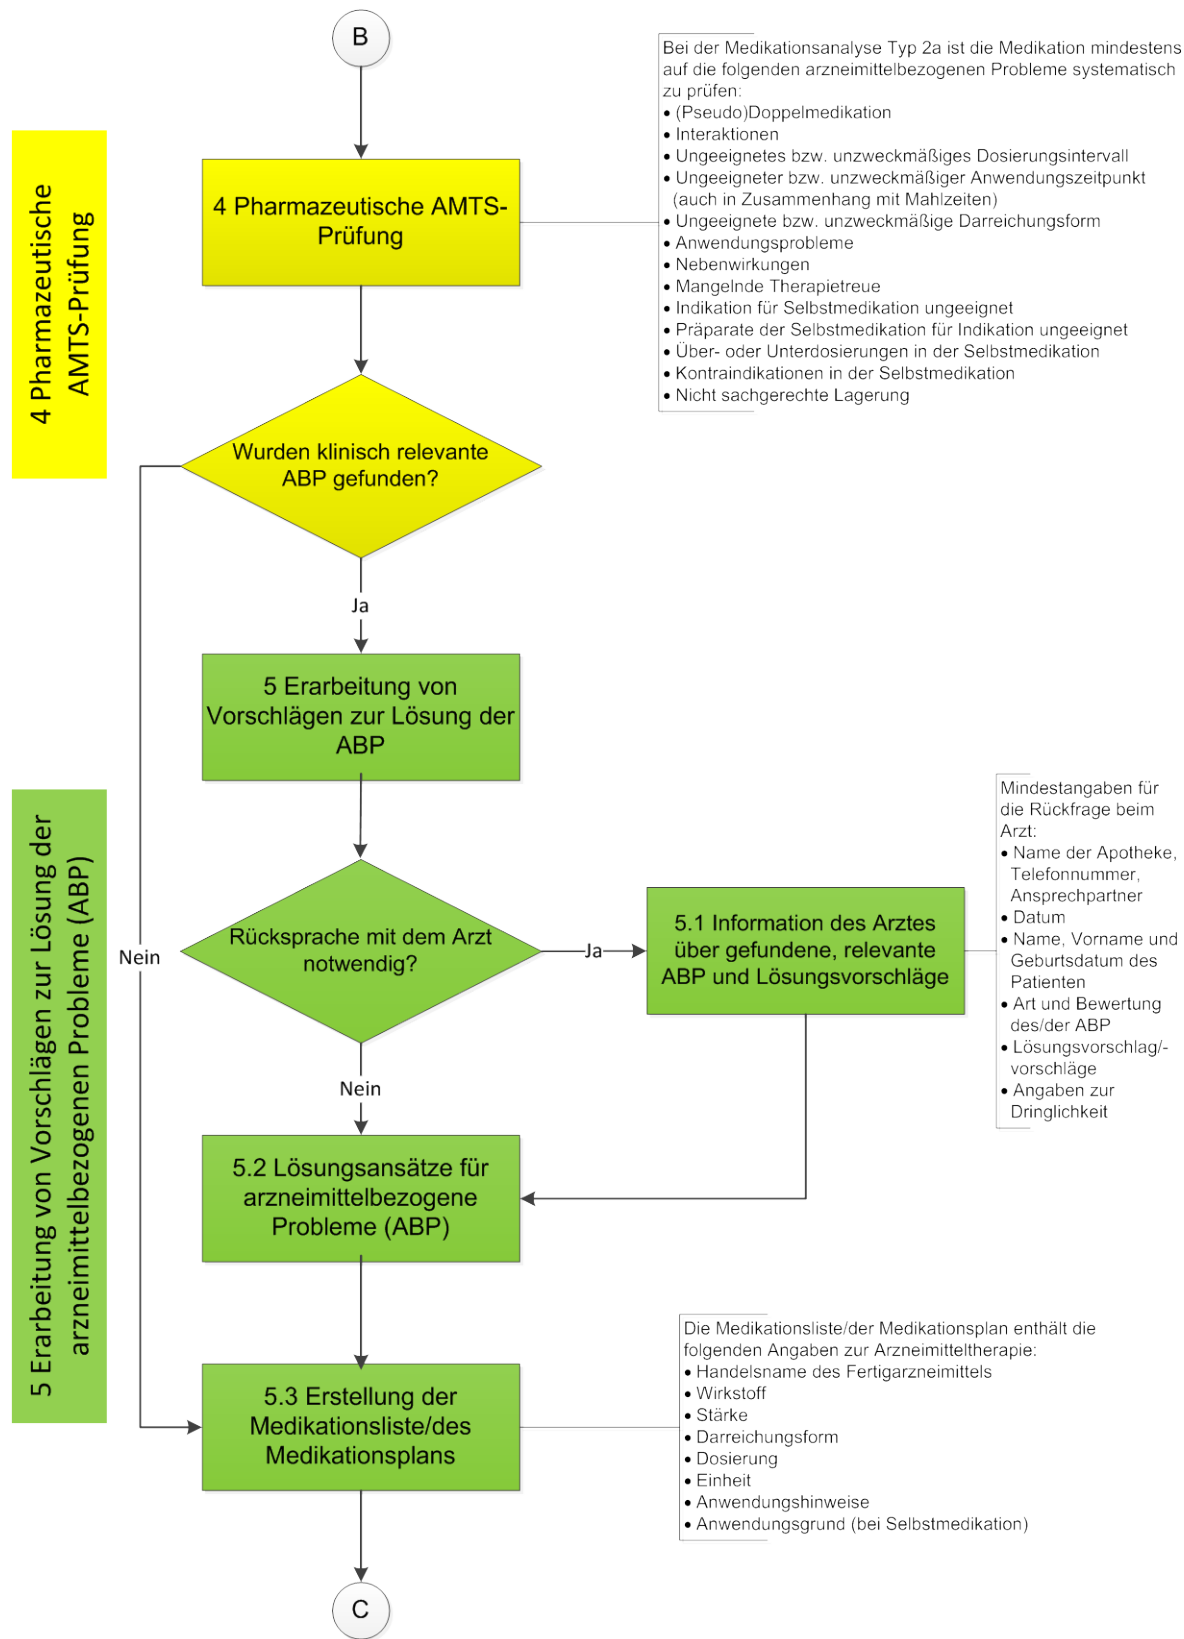 B
Bei der Medikationsanalyse Typ 2a ist die Medikation mindestens
auf die folgenden arzneimittelbezogenen Probleme systematisch
zu prüfen:
• (Pseudo)Doppelmedikation
• Interaktionen
• Ungeeignetes bzw. unzweckmäßiges Dosierungsintervall
• Ungeeigneter bzw. unzweckmäßiger Anwendungszeitpunkt
(auch in Zusammenhang mit Mahlzeiten)
• Ungeeignete bzw. unzweckmäßige Darreichungsform
• Anwendungsprobleme
• Nebenwirkungen
• Mangelnde Therapietreue
• Indikation für Selbstmedikation ungeeignet
• Präparate der Selbstmedikation für Indikation ungeeignet
• Über- oder Unterdosierungen in der Selbstmedikation
• Kontraindikationen in der Selbstmedikation
• Nicht sachgerechte Lagerung
4 Pharmazeutische
AMTS-Prüfung
4 Pharmazeutische AMTS-
Prüfung
Wurden klinisch relevante
ABP gefunden?
Ja
5 Erarbeitung von
Vorschlägen zur Lösung der
ABP
5 Erarbeitung von Vorschlägen zur Lösung der
arzneimittelbezogenen Probleme (ABP)
Nein
Rücksprache mit dem Arzt
notwendig?
Ja
5.1 Information des Arztes
über gefundene, relevante
ABP und Lösungsvorschläge
Mindestangaben für
die Rückfrage beim
Arzt:
• Name der Apotheke,
Telefonnummer,
Ansprechpartner
• Datum
• Name, Vorname und
Geburtsdatum des
Patienten
• Art und Bewertung
des/der ABP
• Lösungsvorschlag/-
vorschläge
• Angaben zur
Dringlichkeit
Nein
5.2 Lösungsansätze für
arzneimittelbezogene
Probleme (ABP)
5.3 Erstellung der
Medikationsliste/des
Medikationsplans
Die Medikationsliste/der Medikationsplan enthält die
folgenden Angaben zur Arzneimitteltherapie:
• Handelsname des Fertigarzneimittels
• Wirkstoff
• Stärke
• Darreichungsform
• Dosierung
• Einheit
• Anwendungshinweise
• Anwendungsgrund (bei Selbstmedikation)
C